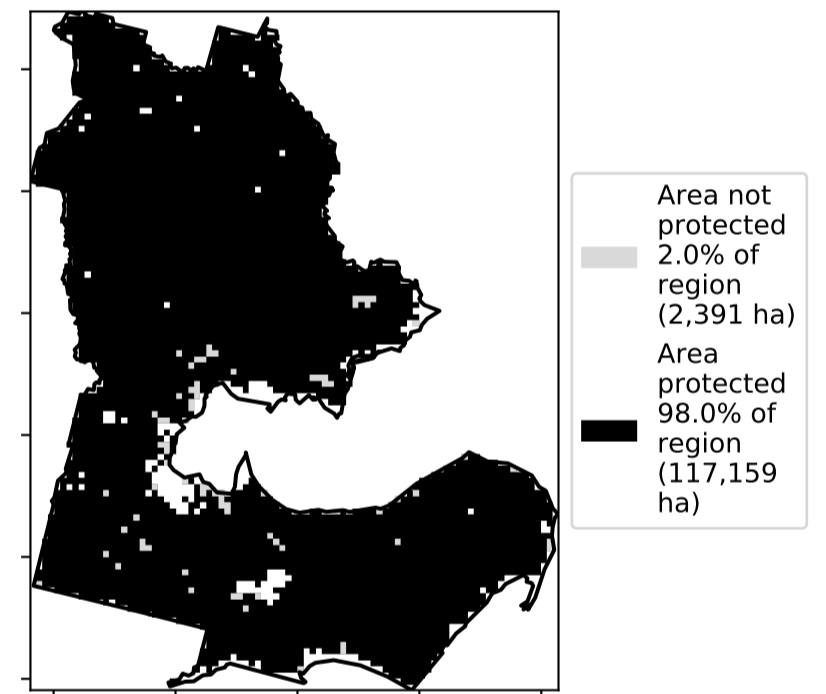 Area not
protected
2.0% of
region
(2,391 ha)
Area
protected
98.0% of
region
(117,159
ha)